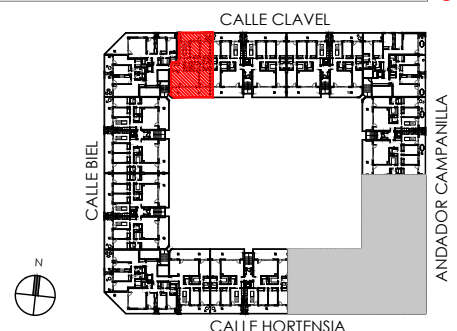 CALLE CLAVEL
CALLE BIEL
ANDADOR CAMPANILLA
N
CALLE HORTENSIA